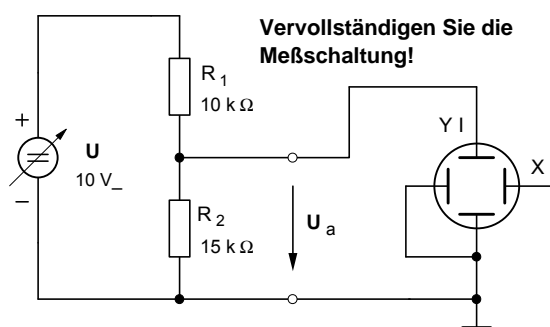 Vervollständigen Sie die
Meßschaltung!
R 1
10 k Ω
Y I
X
+
U
10 V_
–
R 2
15 k Ω
U a